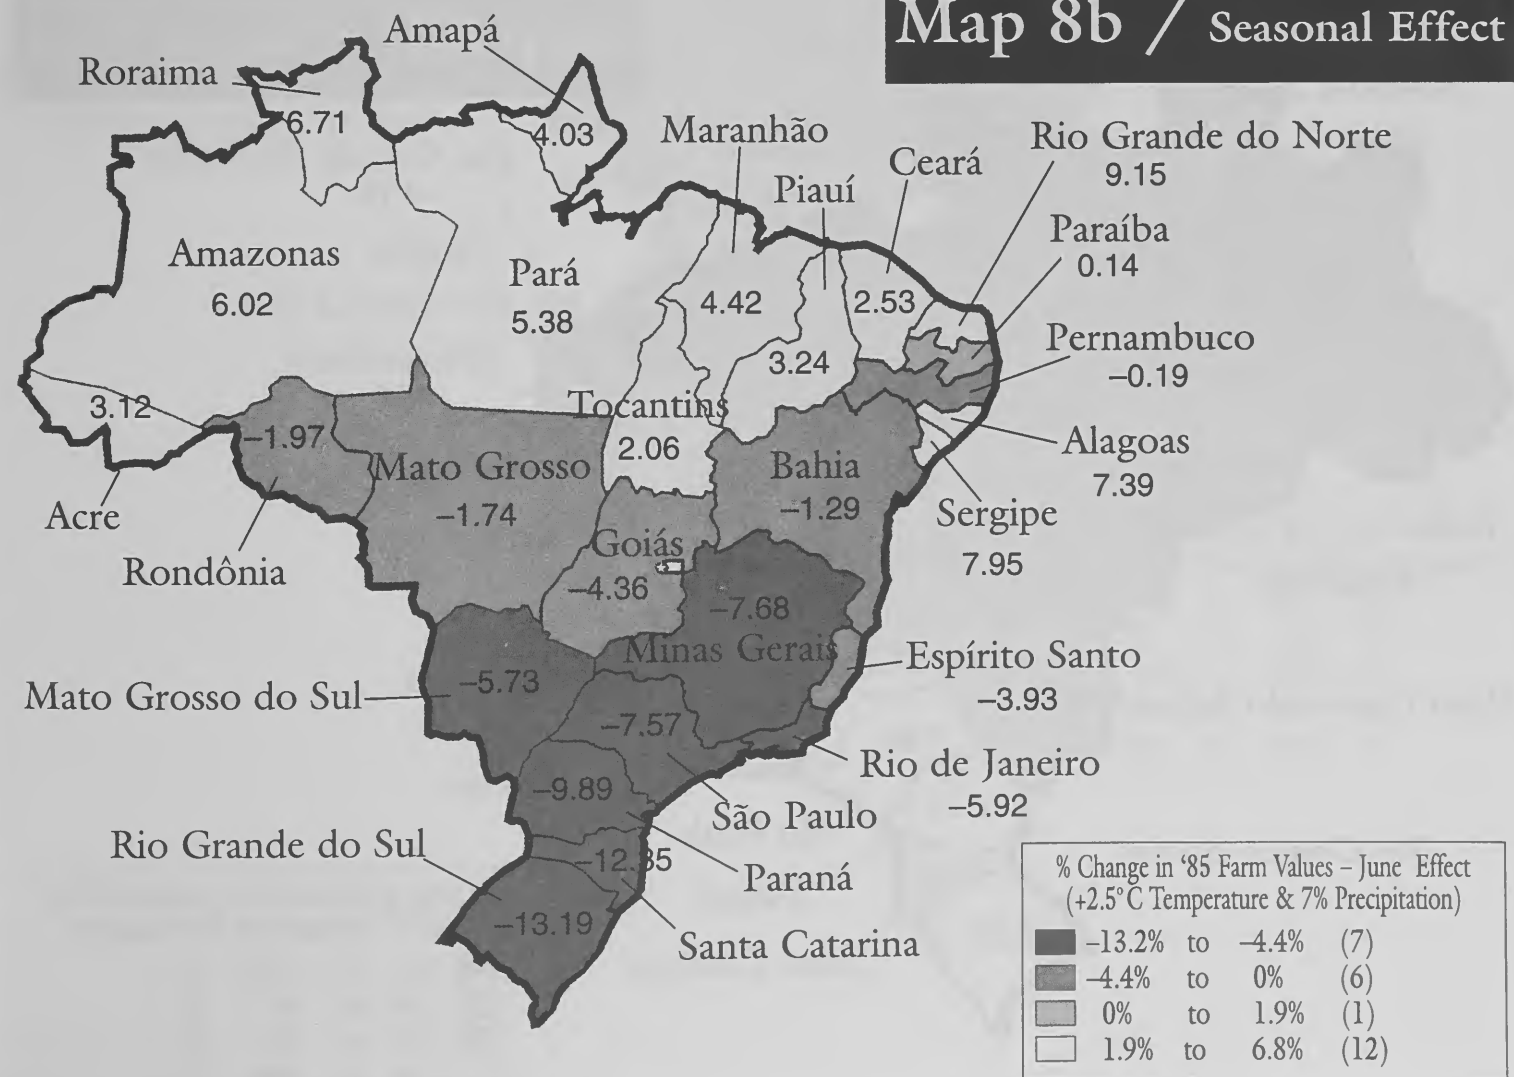 Map 8b / Seasonal Effect
Amapá
Roraima
6.71
4.03
Maranhão
Rio Grande do Norte
9.15
Ceará
Piauí
Paraíba
0.14
Amazonas
6.02
Pará
5.38
4.42
2.53
Pernambuco
–0.19
3.24
3.12
Tocantins
2.06
–1.97
Mato Grosso
–1.74
Bahia
–1.29
Alagoas
7.39
Acre
Sergipe
7.95
Rondônia
Goiás
–4.36
–7.68
Minas Gerais
Espírito Santo
–3.93
Mato Grosso do Sul
–5.73
–7.57
Rio de Janeiro
–5.92
–9.89
São Paulo
Rio Grande do Sul
–12.35
Paraná
–13.19
Santa Catarina
% Change in ‘85 Farm Values – June Effect
(+2.5°C Temperature & 7% Precipitation)
–13.2% to –4.4% (7)
–4.4% to 0% (6)
0% to 1.9% (1)
1.9% to 6.8% (12)